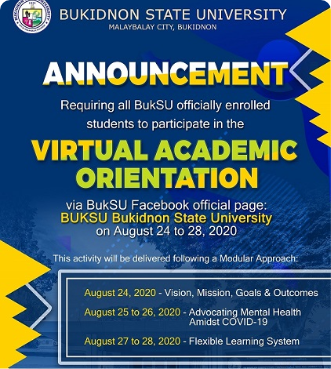 BUKIDNON STATE UNIVERSITY
MALAYBALAY CITY, BUKIDNON
ANNOUNCEMENT
Requiring all BukSU officially enrolled
students to participate in the
VIRTUAL ACADEMIC
ORIENTATION
via BukSU Facebook official page:
BUKSU Bukidnon State University
on August 24 to 28, 2020
This activity will be delivered following a Modular Approach:
August 24, 2020 - Vision, Mission, Goals & Outcomes
August 25 to 26, 2020 - Advocating Mental Health
Amidst COVID-19
August 27 to 28, 2020 - Flexible Learning System